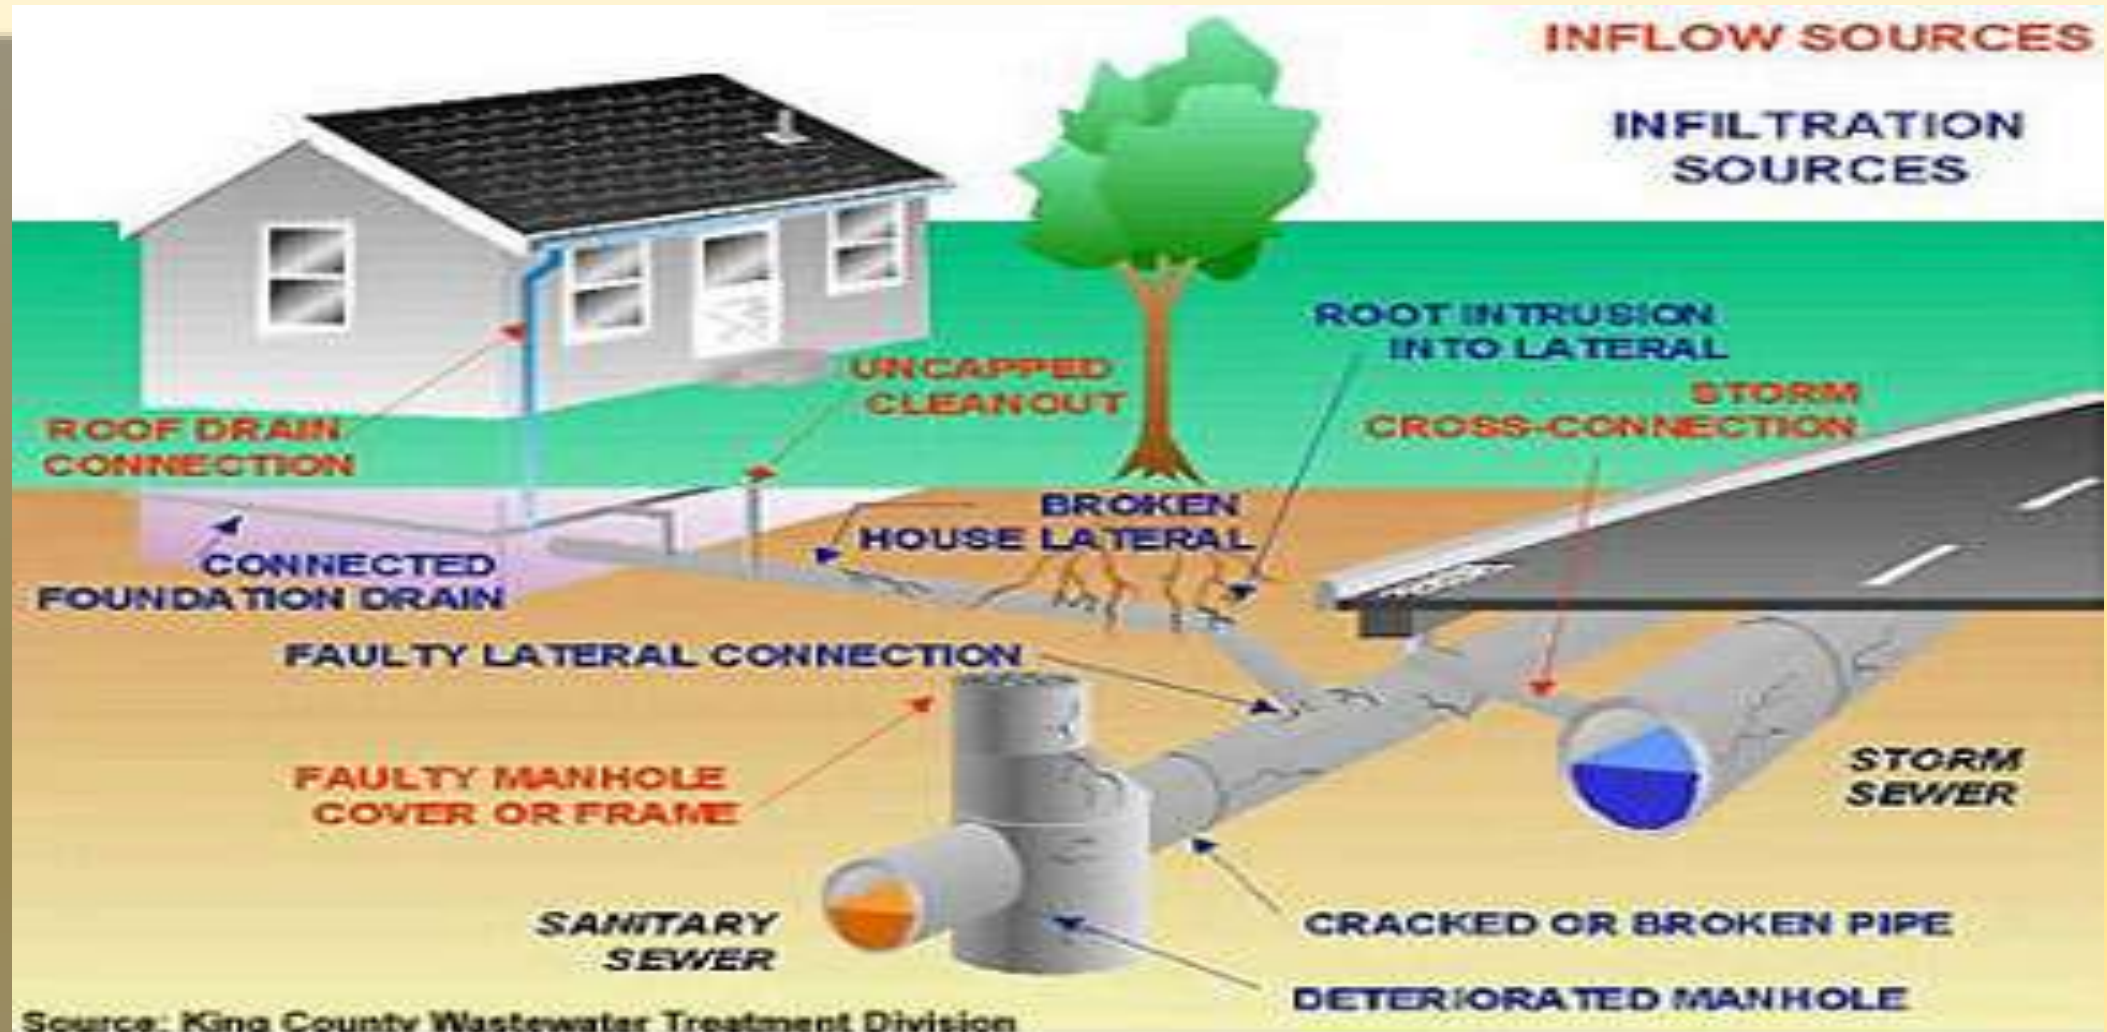 INFLOW SOURCES
INFILTRATION
SOURCES
ROOT INTRUSION
INTO LATERAL
UNCAPPED
CLEANOUT
STORM
CROSS-CONNECTION
ROOF DRAIN
CONNECTION
BROKEN
HOUSE LATERAL
CONNECTED
FOUNDATION DRAIN
FAULTY LATERAL CONNECTION
FAULTY MANHOLE
COVER OR FRAME
STORM
SEWER
SANITARY
SEWER
CRACKED OR BROKEN PIPE
DETERIORATED MANHOLE
Source: King County Wastewater Treatment Division